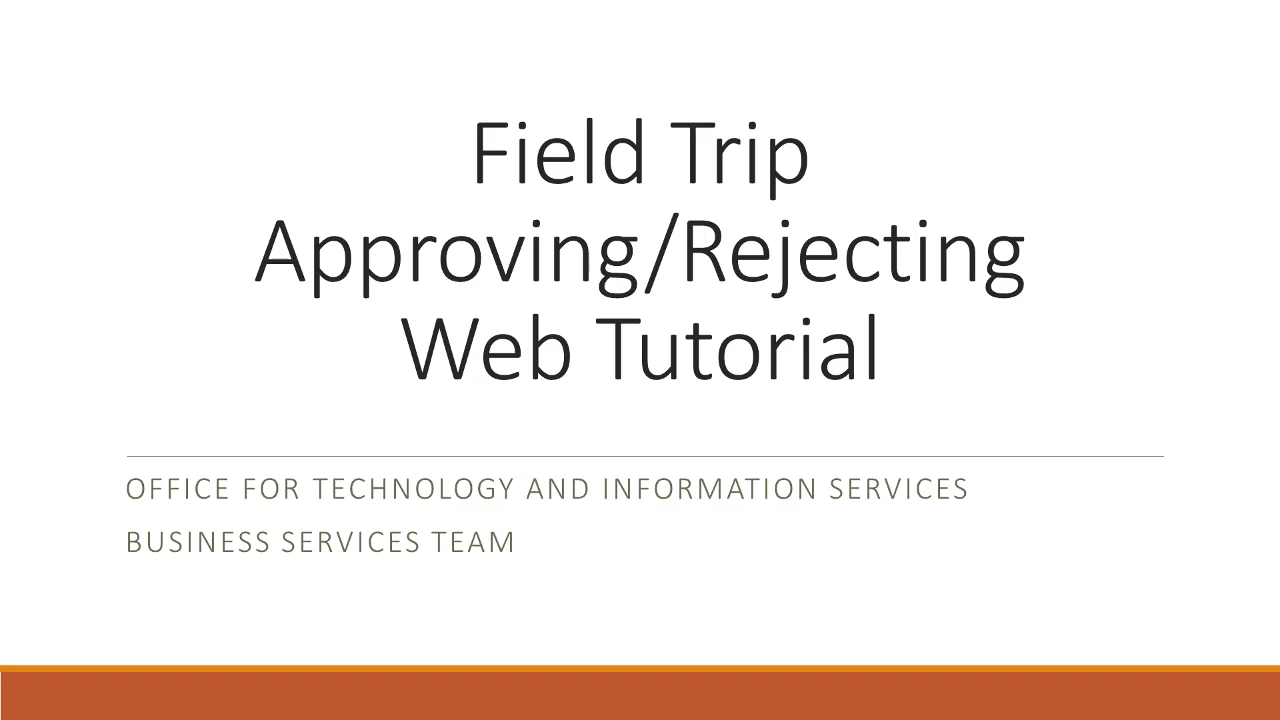 Field Trip
Approving/Rejecting
Web Tutorial
OFFICE FOR TECHNOLOGY AND INFORMATION SERVICES
BUSINESS SERVICES TEAM